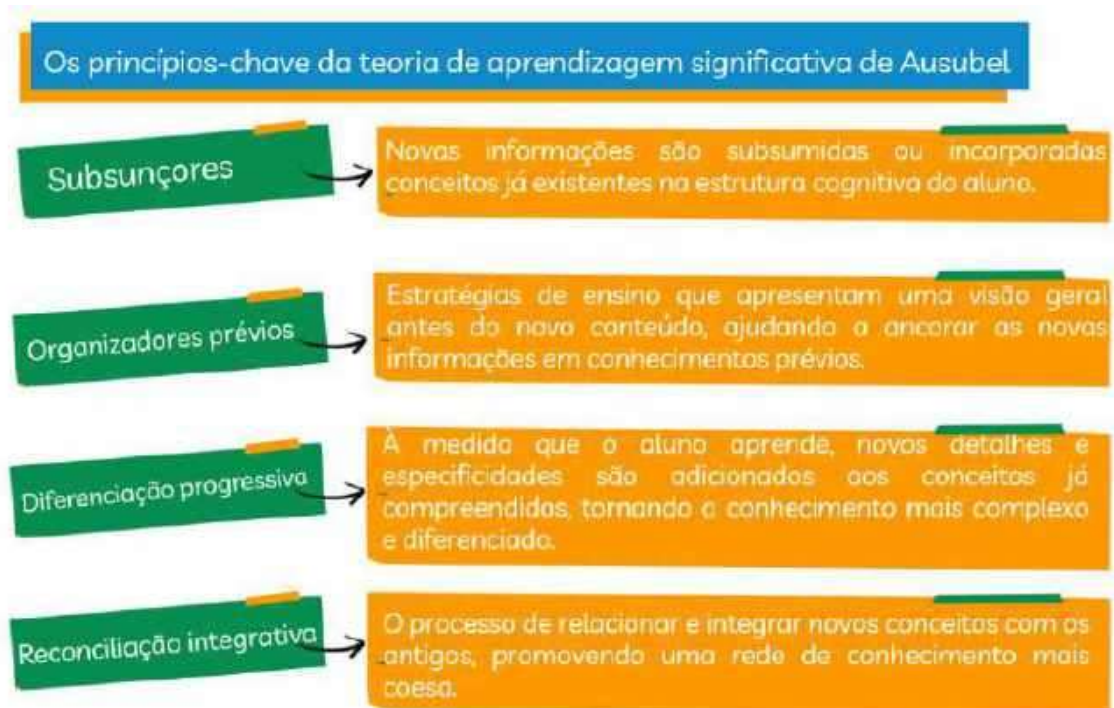 Os princípios-chave da teoria de aprendizagem significativa de Ausubel
Subsunçores
Novas informações são subsumidas ou incorporadas
conceitos já existentes na estrutura cognitiva do aluno.
Organizadores prévios
Estratégias de ensino que apresentam uma visão geral
antes do novo conteúdo, ajudando a ancorar as novas
informações em conhecimentos prévios.
Diferenciação progressiva
À medida que o aluno aprende, novos detalhes e
especificidades são adicionados aos conceitos já
compreendidos, tornando o conhecimento mais complexo
e diferenciado.
Reconciliação integrativa
O processo de relacionar e integrar novos conceitos com os
antigos, promovendo uma rede de conhecimento mais
coesa.